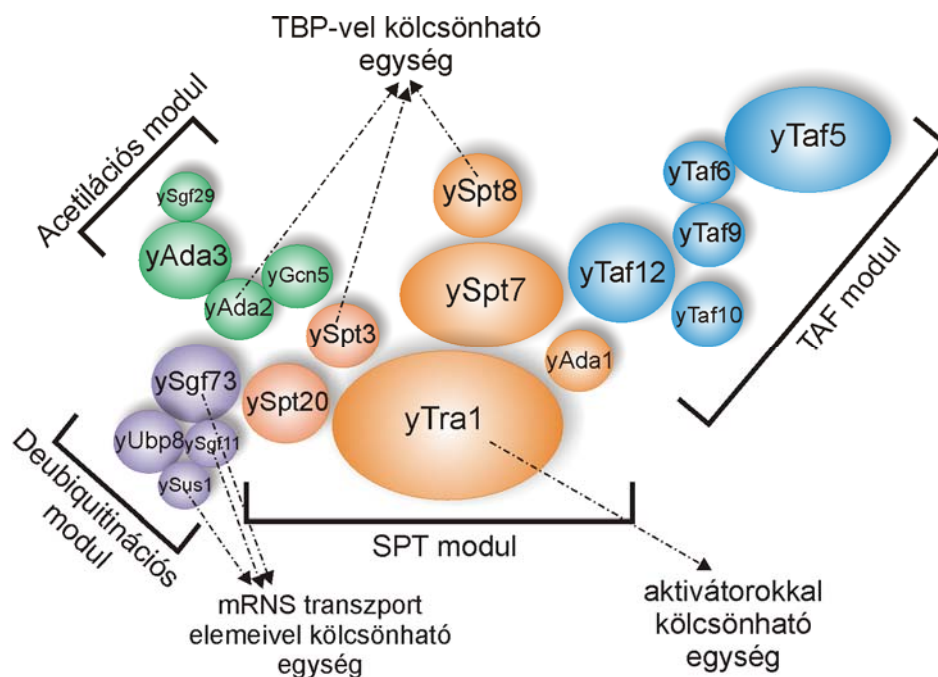 TBP-vel kölcsönható
egység
Acetilációs modul
ySgf29
yAda3
yGcn5
yAda2
ySpt3
ySpt8
ySpt7
yTaf12
yTaf6
yTaf5
yTaf9
yTaf10
TAF modul
yAda1
ySgf73
ySpt20
yTra1
yUbp8
ySgf11
ySus1
Deubiquitinációs
modul
SPT modul
mRNS transzport
elemeivel kölcsönható
egység
aktivátorokkal
kölcsönható
egység